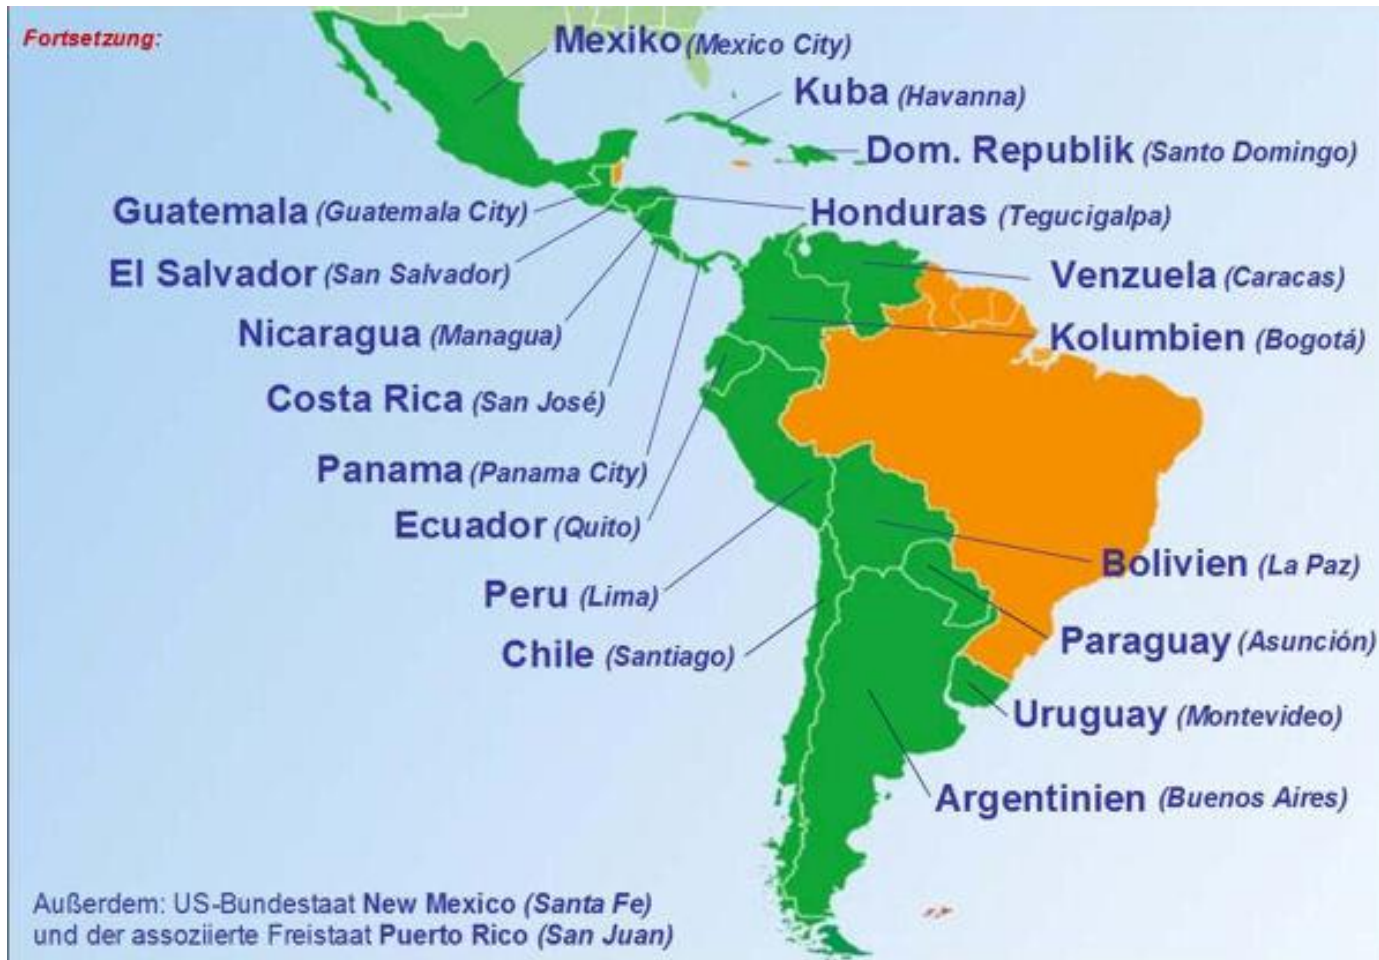 Fortsetzung:
Mexiko (Mexico City)
Kuba (Havanna)
Dom. Republik (Santo Domingo)
Guatemala (Guatemala City)
Honduras (Tegucigalpa)
El Salvador (San Salvador)
Venzuela (Caracas)
Nicaragua (Managua)
Kolumbien (Bogotá)
Costa Rica (San José)
Panama (Panama City)
Ecuador (Quito)
Bolivien (La Paz)
Peru (Lima)
Paraguay (Asunción)
Chile (Santiago)
Uruguay (Montevideo)
Argentinien (Buenos Aires)
Außerdem: US-Bundestaat New Mexico (Santa Fe)
und der assoziierte Freistaat Puerto Rico (San Juan)